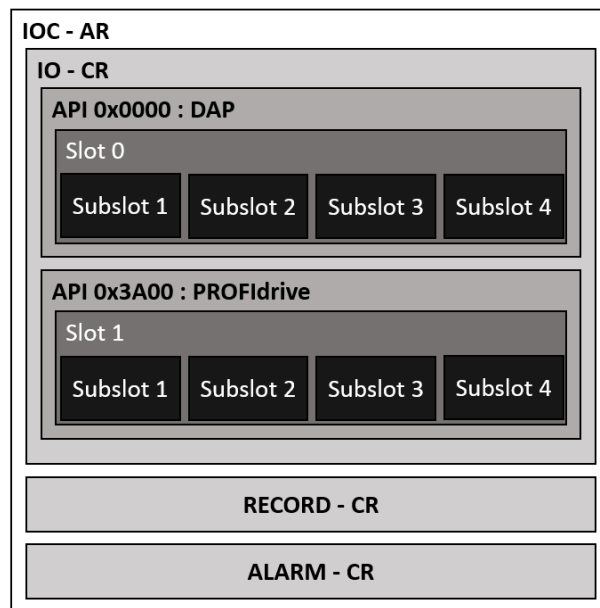 IOC - AR
IO - CR
API 0x0000 : DAP
Slot 0
Subslot 1 Subslot 2 Subslot 3 Subslot 4
API 0x3A00 : PROFIdrive
Slot 1
Subslot 1 Subslot 2 Subslot 3 Subslot 4
RECORD - CR
ALARM - CR